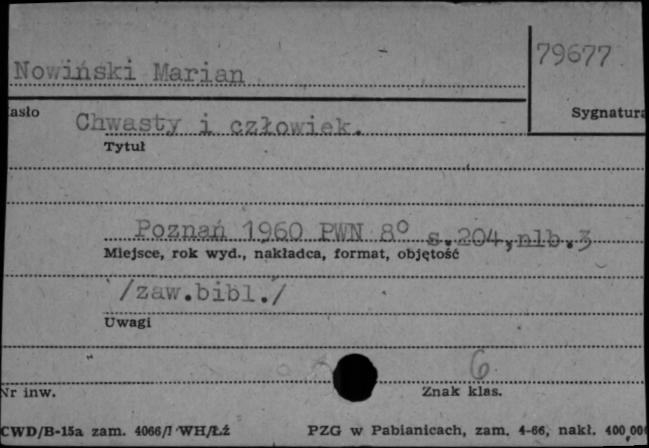 79677
Nowiński Marian
asło
Sygnatura
Chwasty i człowiek.
Tytuł
Poznań 1960 PWN 8° s.204,nlb.3
Miejsce, rok wyd., nakładca, format, objętość
/zaw.bibl./
Uwagi
6
Nr inw.
Znak klas.
CWD/B-15a zam. 4066/I WH/Łź
PZG w Pabianicach, zam. 4-66, nakł. 400 000